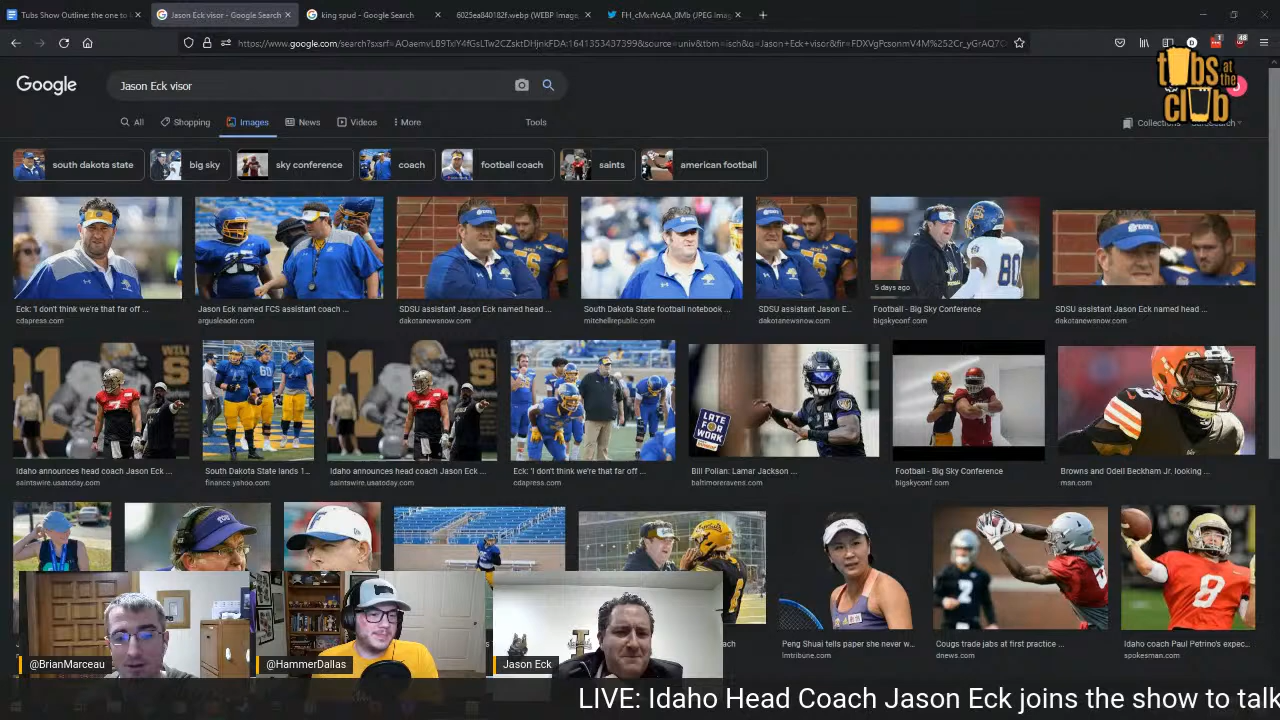 Tubs Show Outline: the one to
Jason Eck visor - Google Search
king spud - Google Search
6025ea840182f.webp (WEBP Image,
FH_cMxrVcAA_0Mb (JPEG Imag
tubs
at the
club
Google
Jason Eck visor
All
Shopping
Images
News
Videos
More
Tools
Collections
south dakota state
big sky
sky conference
coach
football coach
saints
american football
5 days ago
Eck: 'I don't think we're that far off ...
cdapress.com
Jason Eck named FCS assistant coach ...
argusleader.com
SDSU assistant Jason Eck named head ...
dakotanewsnow.com
South Dakota State football notebook ...
mitchellrepublic.com
SDSU assistant Jason E...
dakotanewsnow.com
Football - Big Sky Conference
bigskyconf.com
SDSU assistant Jason Eck named head ...
dakotanewsnow.com
LATE
FOR
WORK
Idaho announces head coach Jason Eck ...
saintswire.usatoday.com
South Dakota State lands 1...
finance.yahoo.com
Idaho announces head coach Jason Eck ...
saintswire.usatoday.com
Eck: 'I don't think we're that far off ...
cdapress.com
Bill Polian: Lamar Jackson ...
baltimoreravens.com
Football - Big Sky Conference
bigskyconf.com
Browns and Odell Beckham Jr. looking ...
msn.com
Peng Shuai tells paper she never w...
lmtribune.com
Cougs trade jabs at first practice ...
dnews.com
Idaho coach Paul Petrino's expec...
spokesman.com
@BrianMarceau
@HammerDallas
Jason Eck
LIVE: Idaho Head Coach Jason Eck joins the show to talk